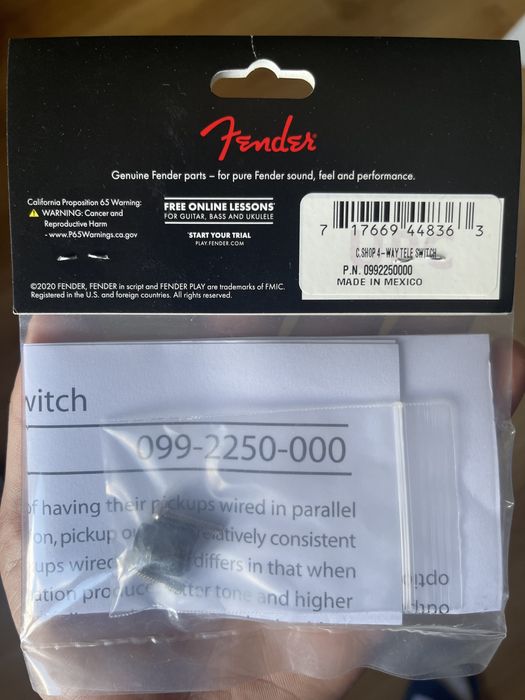 Fender
Genuine Fender parts – for pure Fender sound, feel and performance.
California Proposition 65 Warning:
WARNING: Cancer and
Reproductive Harm
- www.P65Warnings.ca.gov
FREE ONLINE LESSONS*
FOR GUITAR, BASS AND UKULELE
*START YOUR TRIAL
PLAY.FENDER.COM
7 17669 44836 3
C.SHOP 4-WAY TELE SWITCH
P.N. 0992250000
MADE IN MEXICO
©2020 FENDER, FENDER in script and FENDER PLAY are trademarks of FMIC.
Registered in the U.S. and foreign countries. All rights reserved.
witch
099-2250-000
of having their pickups wired in parallel
on, pickup relatively consistent
ups wired differs in that when
tone and higher